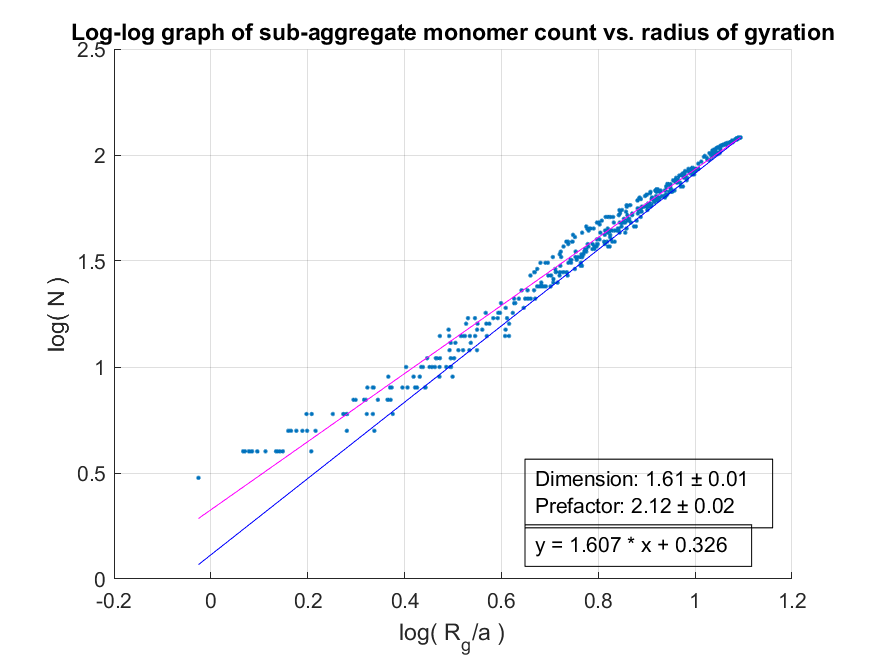 Log-log graph of sub-aggregate monomer count vs. radius of gyration
2.5
2
1.5
1
0.5
0
log( N )
Dimension: 1.61 ± 0.01
Prefactor: 2.12 ± 0.02
y = 1.607 * x + 0.326
-0.2 0 0.2 0.4 0.6 0.8 1 1.2
log( R_g/a )